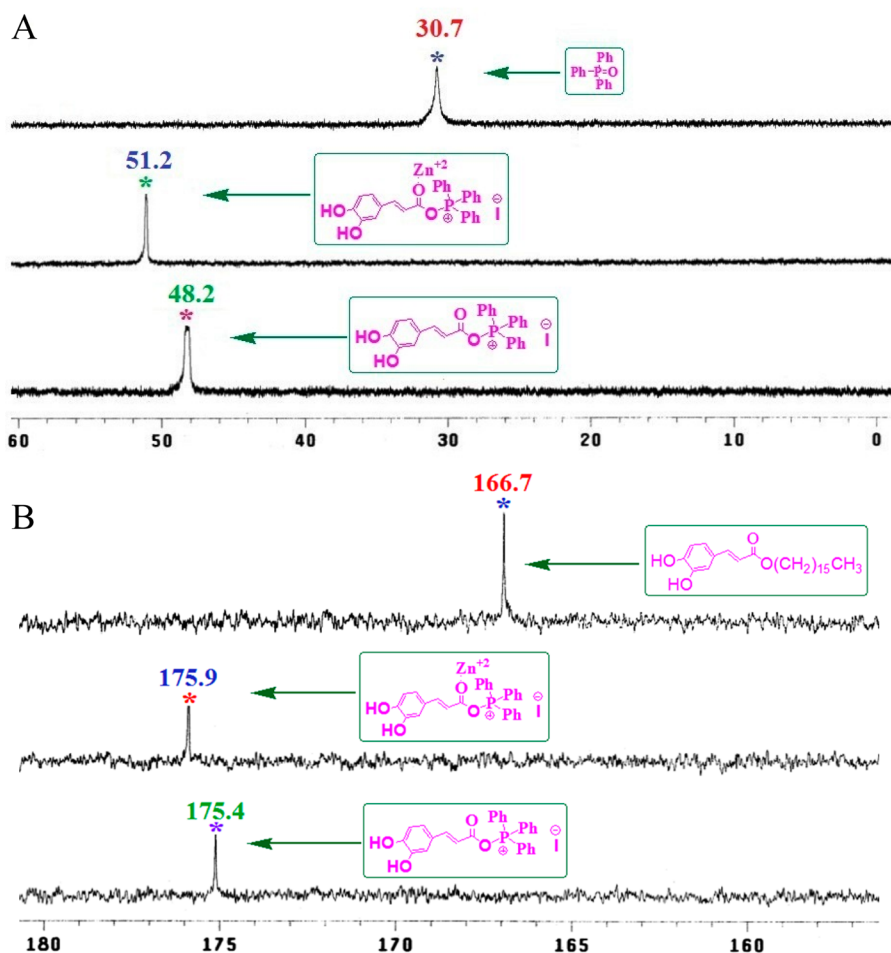 A
30.7
*
Ph
Ph-P=O
Ph
51.2
*
Zn+2
O
Ph
Ph
O-P
Ph
⊕
⊖
I
HO
HO
48.2
*
O
Ph
Ph
O-P
Ph
⊕
⊖
I
HO
HO
60 50 40 30 20 10 0
B
166.7
*
O
HO
O(CH2)15CH3
HO
175.9
*
Zn+2
O
Ph
Ph
O-P
Ph
⊕
⊖
I
HO
HO
175.4
*
O
Ph
Ph
O-P
Ph
⊕
⊖
I
HO
HO
180 175 170 165 160